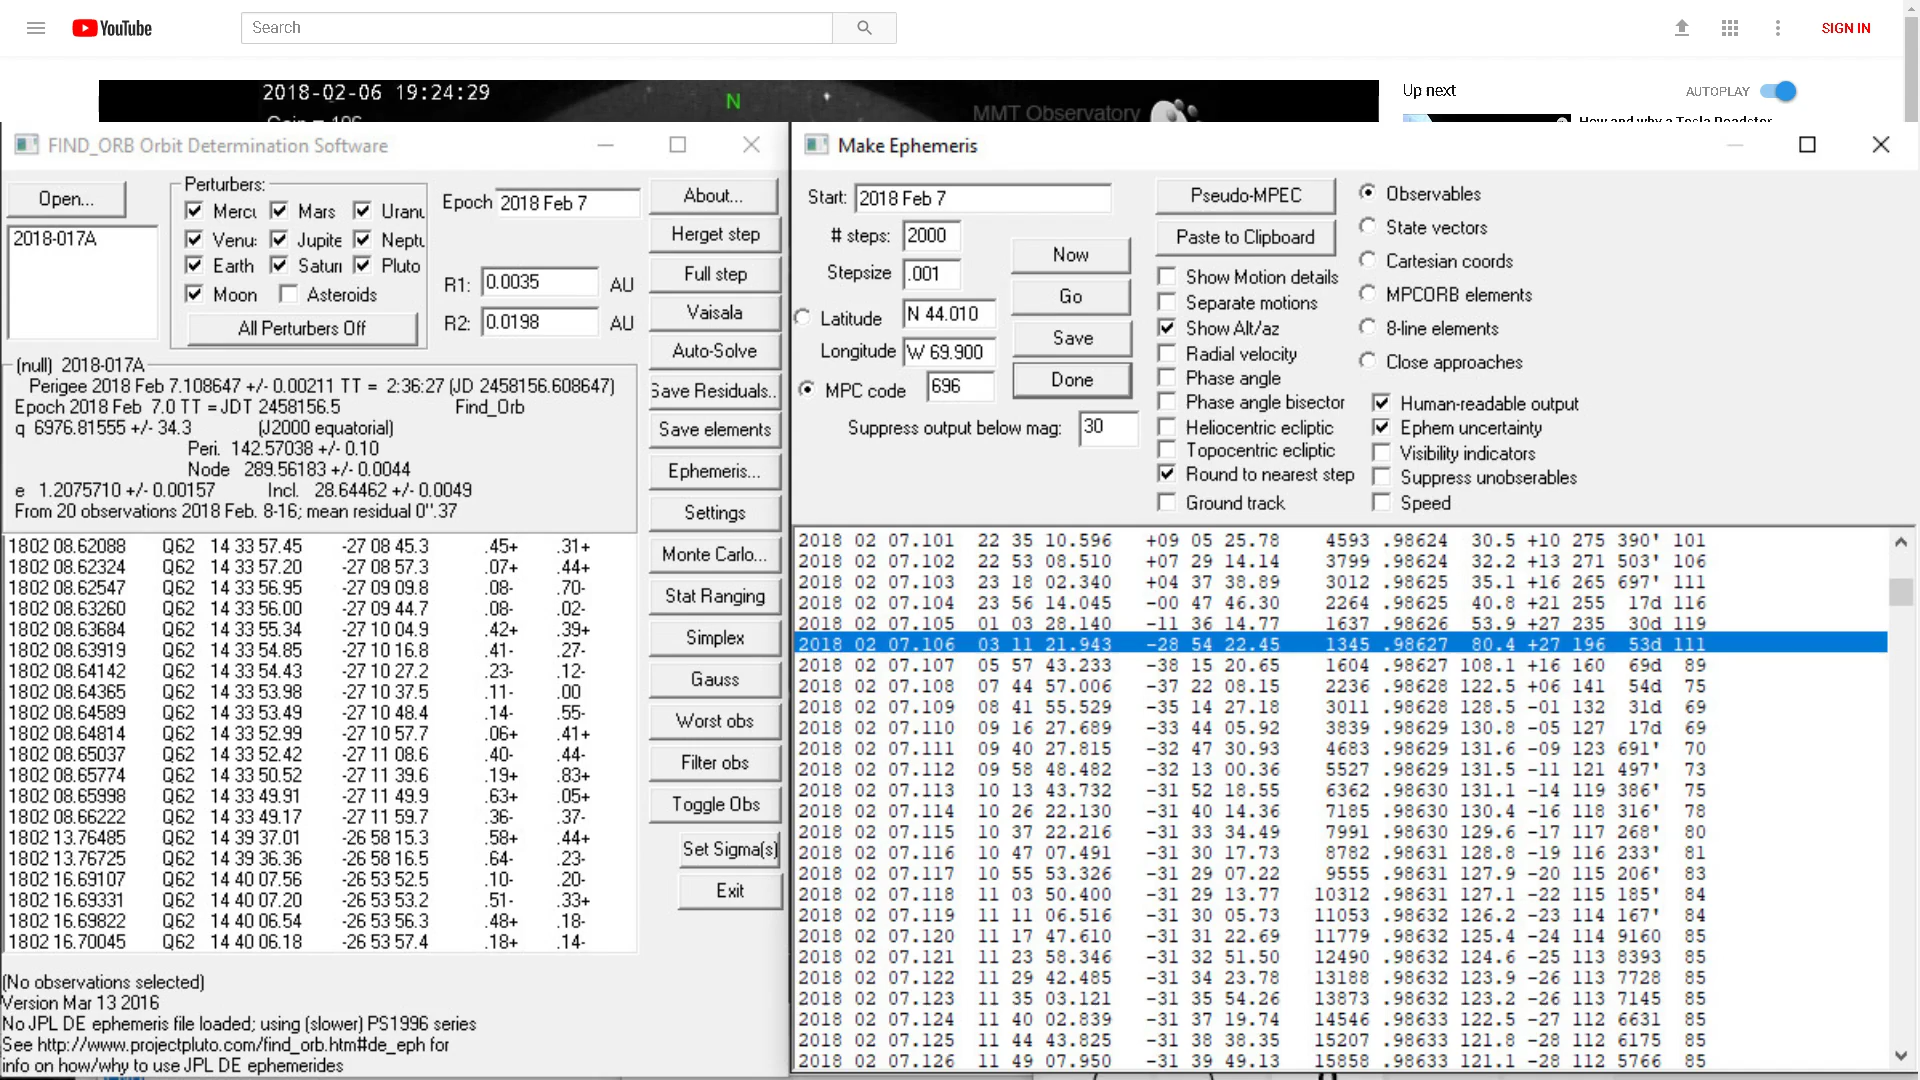 YouTube
Search
SIGN IN
2018-02-06 19:24:29
N
MMT Observatory
Up next
AUTOPLAY
How and why a Tesla Roadster
FIND_ORB Orbit Determination Software
Open...
2018-017A
Perturbers:
Mercu Mars Uranu
Venu: Jupite Neptu
Earth Saturi Pluto
Moon Asteroids
All Perturbers Off
Epoch 2018 Feb 7
R1: 0.0035 AU
R2: 0.0198 AU
About...
Herget step
Full step
Vaisala
Auto-Solve
Save Residuals..
Save elements
Ephemeris...
Settings
Monte Carlo...
Stat Ranging
Simplex
Gauss
Worst obs
Filter obs
Toggle Obs
Set Sigma(s)
Exit
(null) 2018-017A
Perigee 2018 Feb 7.108647 +/- 0.00211 TT = 2:36:27 (JD 2458156.608647)
Epoch 2018 Feb 7.0 TT = JDT 2458156.5 Find_Orb
q 6976.81555 +/- 34.3 (J2000 equatorial)
Peri. 142.57038 +/- 0.10
Node 289.56183 +/- 0.0044
e 1.2075710 +/- 0.00157 Incl. 28.64462 +/- 0.0049
From 20 observations 2018 Feb. 8-16; mean residual 0".37
1802 08.62088 Q62 14 33 57.45 -27 08 45.3 .45+ .31+
1802 08.62324 Q62 14 33 57.20 -27 08 57.3 .07+ .44+
1802 08.62547 Q62 14 33 56.95 -27 09 09.8 .08- .70-
1802 08.63260 Q62 14 33 56.00 -27 09 44.7 .08- .02-
1802 08.63684 Q62 14 33 55.34 -27 10 04.9 .42+ .39+
1802 08.63919 Q62 14 33 54.85 -27 10 16.8 .41- .27-
1802 08.64142 Q62 14 33 54.43 -27 10 27.2 .23- .12-
1802 08.64365 Q62 14 33 53.98 -27 10 37.5 .11- .00
1802 08.64589 Q62 14 33 53.49 -27 10 48.4 .14- .55-
1802 08.64814 Q62 14 33 52.99 -27 10 57.7 .06+ .41+
1802 08.65037 Q62 14 33 52.42 -27 11 08.6 .40- .44-
1802 08.65774 Q62 14 33 50.52 -27 11 39.6 .19+ .83+
1802 08.65998 Q62 14 33 49.91 -27 11 49.9 .63+ .05+
1802 08.66222 Q62 14 33 49.17 -27 11 59.7 .36- .37-
1802 13.76485 Q62 14 39 37.01 -26 58 15.3 .58+ .44+
1802 13.76725 Q62 14 39 36.36 -26 58 16.5 .64- .23-
1802 16.69107 Q62 14 40 07.56 -26 53 52.5 .10- .20-
1802 16.69331 Q62 14 40 07.20 -26 53 53.2 .51- .33+
1802 16.69822 Q62 14 40 06.54 -26 53 56.3 .48+ .18-
1802 16.70045 Q62 14 40 06.18 -26 53 57.4 .18+ .14-
(No observations selected)
Version Mar 13 2016
No JPL DE ephemeris file loaded; using (slower) PS1996 series
See http://www.projectpluto.com/find_orb.htm#de_eph for
info on how/why to use JPL DE ephemerides
Make Ephemeris
Start: 2018 Feb 7
# steps: 2000
Stepsize .001
Latitude N 44.010
Longitude W 69.900
MPC code 696
Suppress output below mag: 30
Now
Go
Save
Done
Pseudo-MPEC
Paste to Clipboard
Show Motion details
Separate motions
Show Alt/az
Radial velocity
Phase angle
Phase angle bisector
Heliocentric ecliptic
Topocentric ecliptic
Round to nearest step
Ground track
Observables
State vectors
Cartesian coords
MPCORB elements
8-line elements
Close approaches
Human-readable output
Ephem uncertainty
Visibility indicators
Suppress unobserables
Speed
2018 02 07.101 22 35 10.596 +09 05 25.78 4593 .98624 30.5 +10 275 390' 101
2018 02 07.102 22 53 08.510 +07 29 14.14 3799 .98624 32.2 +13 271 503' 106
2018 02 07.103 23 18 02.340 +04 37 38.89 3012 .98625 35.1 +16 265 697' 111
2018 02 07.104 23 56 14.045 -00 47 46.30 2264 .98625 40.8 +21 255 17d 116
2018 02 07.105 01 03 28.140 -11 36 14.77 1637 .98626 53.9 +27 235 30d 119
2018 02 07.106 03 11 21.943 -28 54 22.45 1345 .98627 80.4 +27 196 53d 111
2018 02 07.107 05 57 43.233 -38 15 20.65 1604 .98627 108.1 +16 160 69d 89
2018 02 07.108 07 44 57.006 -37 22 08.15 2236 .98628 122.5 +06 141 54d 75
2018 02 07.109 08 41 55.529 -35 14 27.18 3011 .98628 128.5 -01 132 31d 69
2018 02 07.110 09 16 27.689 -33 44 05.92 3839 .98629 130.8 -05 127 17d 69
2018 02 07.111 09 40 27.815 -32 47 30.93 4683 .98629 131.6 -09 123 691' 70
2018 02 07.112 09 58 48.482 -32 13 00.36 5527 .98629 131.5 -11 121 497' 73
2018 02 07.113 10 13 43.732 -31 52 18.55 6362 .98630 131.1 -14 119 386' 75
2018 02 07.114 10 26 22.130 -31 40 14.36 7185 .98630 130.4 -16 118 316' 78
2018 02 07.115 10 37 22.216 -31 33 34.49 7991 .98630 129.6 -17 117 268' 80
2018 02 07.116 10 47 07.491 -31 30 17.73 8782 .98631 128.8 -19 116 233' 81
2018 02 07.117 10 55 53.326 -31 29 07.22 9555 .98631 127.9 -20 115 206' 83
2018 02 07.118 11 03 50.400 -31 29 13.77 10312 .98631 127.1 -22 115 185' 84
2018 02 07.119 11 11 06.516 -31 30 05.73 11053 .98632 126.2 -23 114 167' 84
2018 02 07.120 11 17 47.610 -31 31 22.69 11779 .98632 125.4 -24 114 9160 85
2018 02 07.121 11 23 58.346 -31 32 51.50 12490 .98632 124.6 -25 113 8393 85
2018 02 07.122 11 29 42.485 -31 34 23.78 13188 .98632 123.9 -26 113 7728 85
2018 02 07.123 11 35 03.121 -31 35 54.26 13873 .98632 123.2 -26 113 7145 85
2018 02 07.124 11 40 02.839 -31 37 19.74 14546 .98633 122.5 -27 112 6631 85
2018 02 07.125 11 44 43.825 -31 38 38.35 15207 .98633 121.8 -28 112 6175 85
2018 02 07.126 11 49 07.950 -31 39 49.13 15858 .98633 121.1 -28 112 5766 85